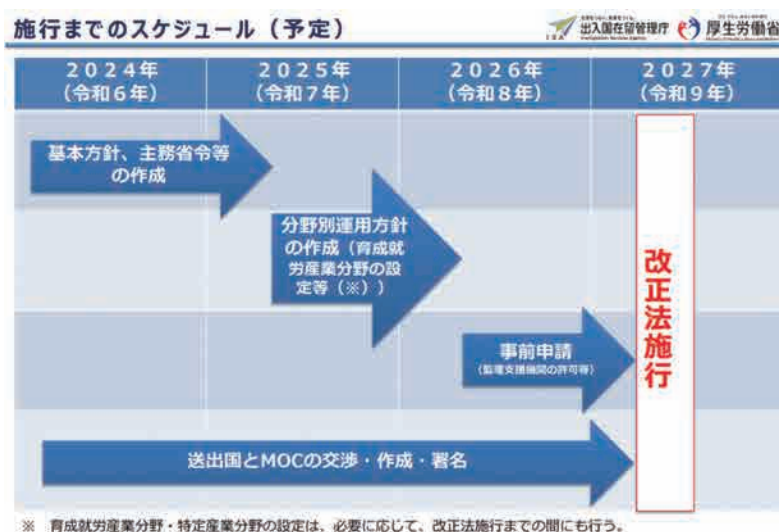 施行までのスケジュール（予定）
出入国在留管理庁
厚生労働省
2024年
（令和6年）
2025年
（令和7年）
2026年
（令和8年）
2027年
（令和9年）
基本方針、主務省令等
の作成
分野別運用方針
の作成（育成就
労産業分野の設
定等（※））
事前申請
（監理支援機関の許可等）
改正法施行
送出国とMOCの交渉・作成・署名
※　育成就労産業分野・特定産業分野の設定は、必要に応じて、改正法施行までの間にも行う。